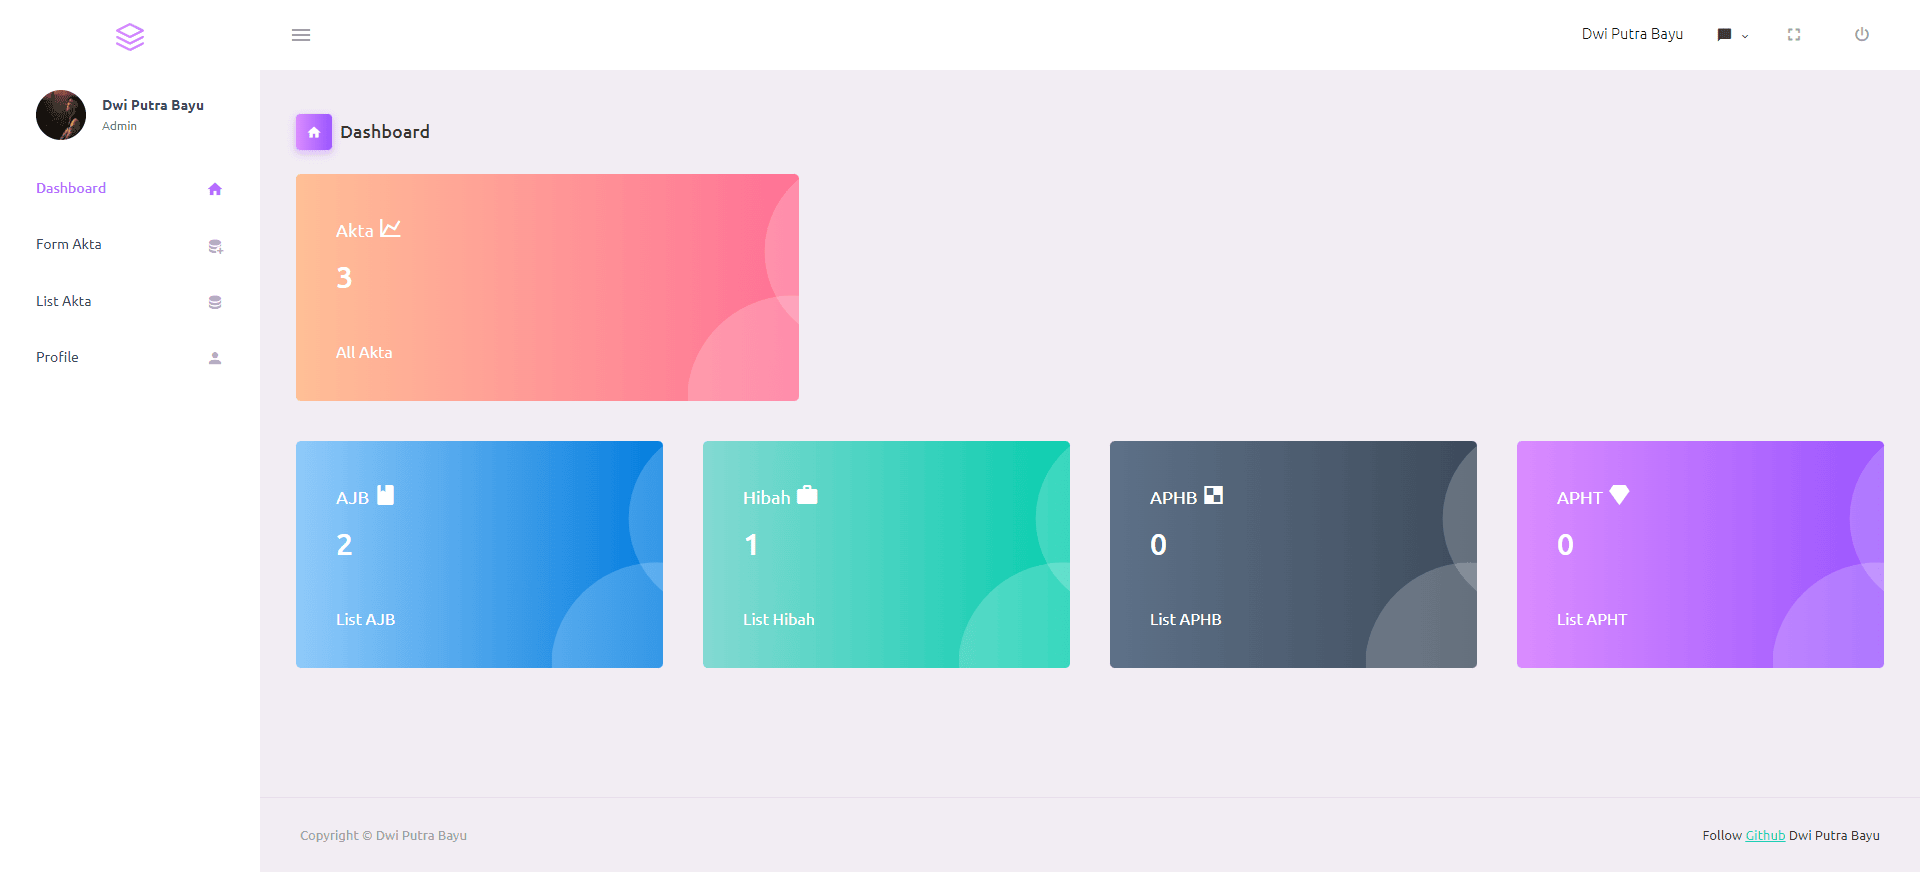 Dwi Putra Bayu
Dwi Putra Bayu
Admin
Dashboard
Form Akta
List Akta
Profile
Dashboard
Akta
3
All Akta
AJB
2
List AJB
Hibah
1
List Hibah
APHB
0
List APHB
APHT
0
List APHT
Copyright © Dwi Putra Bayu
Follow Github Dwi Putra Bayu